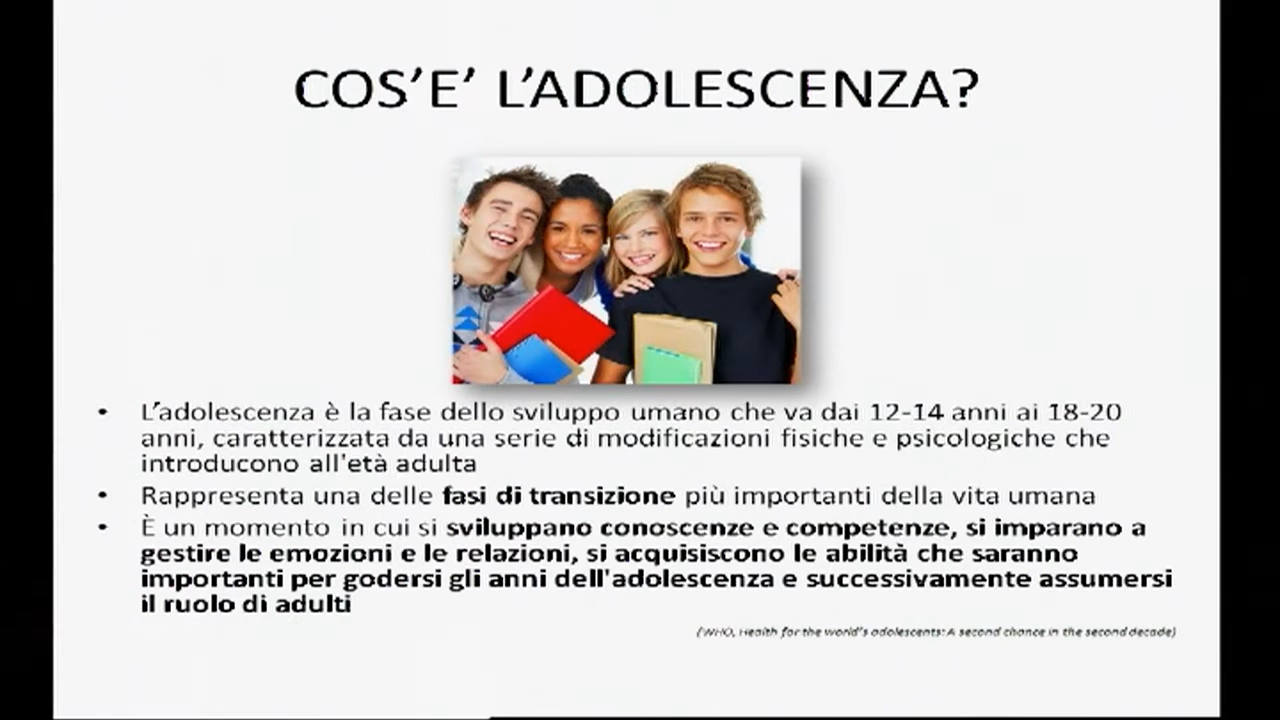 COS'E' L'ADOLESCENZA?
• L'adolescenza è la fase dello sviluppo umano che va dai 12-14 anni ai 18-20
anni, caratterizzata da una serie di modificazioni fisiche e psicologiche che
introducono all'età adulta
• Rappresenta una delle fasi di transizione più importanti della vita umana
• È un momento in cui si sviluppano conoscenze e competenze, si imparano a
gestire le emozioni e le relazioni, si acquisiscono le abilità che saranno
importanti per godersi gli anni dell'adolescenza e successivamente assumersi
il ruolo di adulti
(WHO, Health for the world's adolescents: A second chance in the second decade)